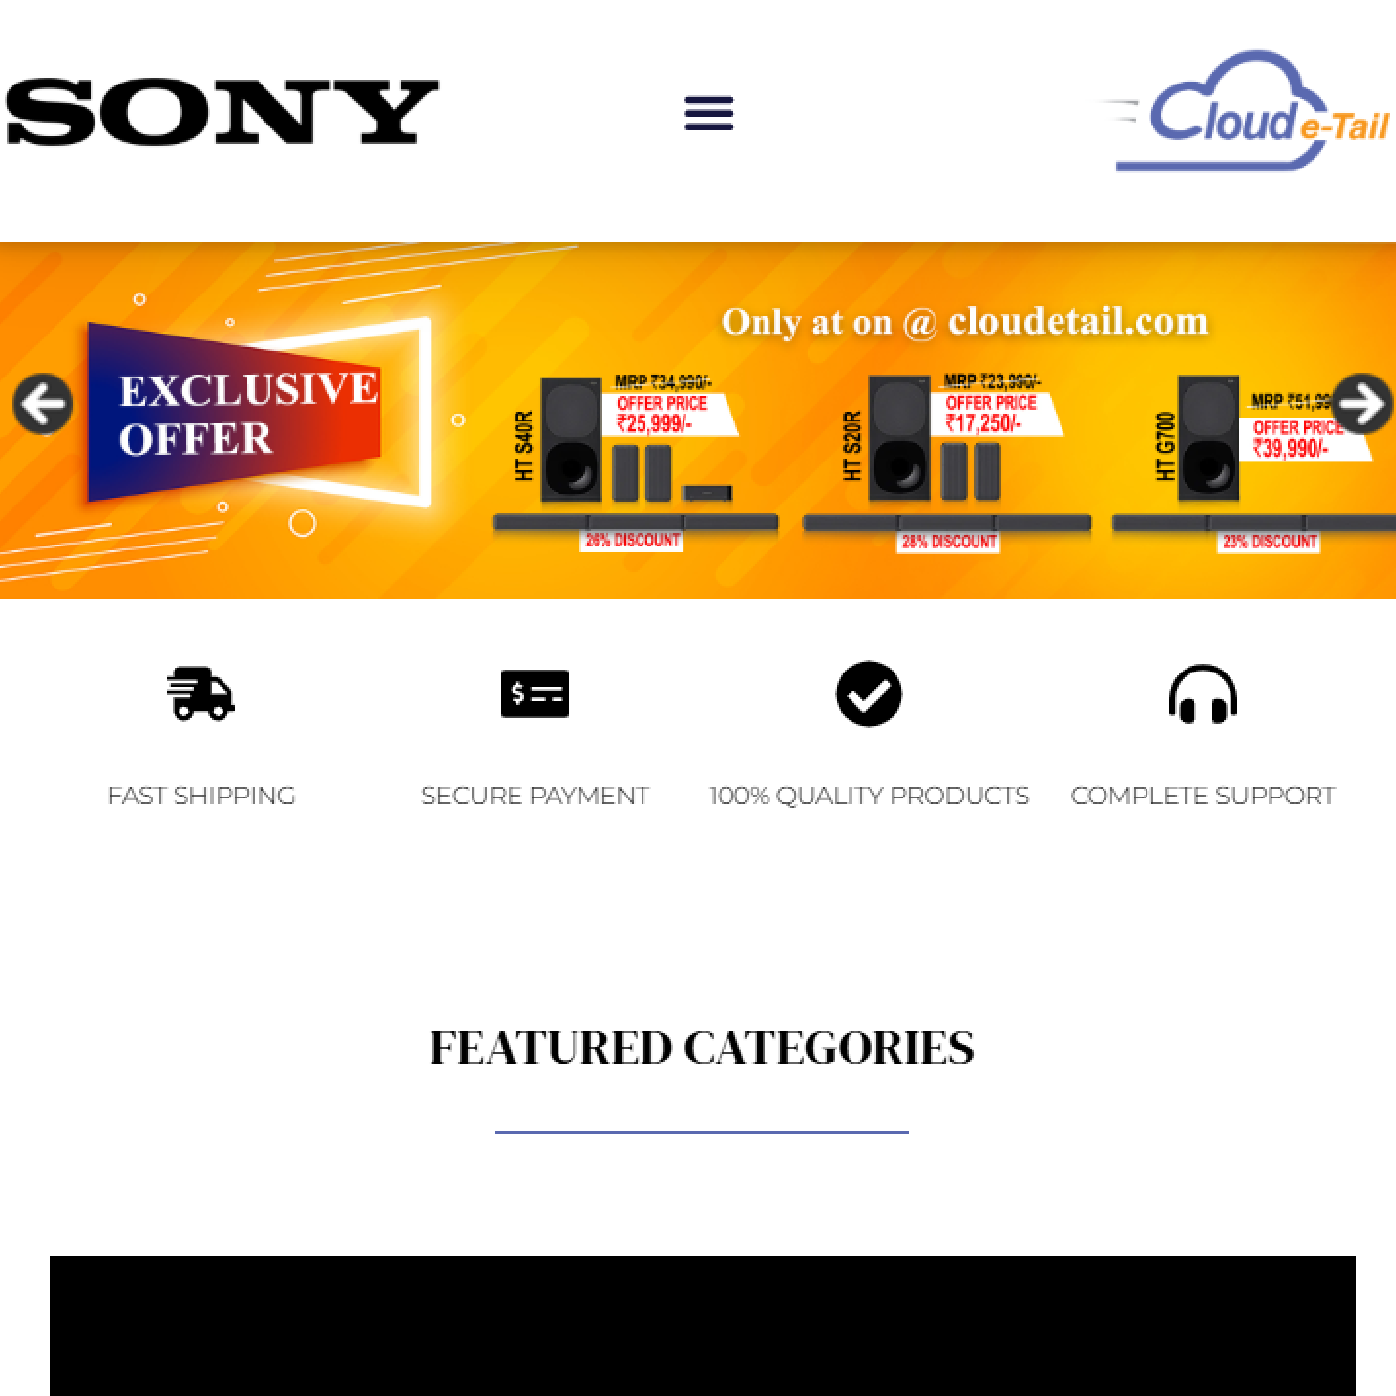 SONY
Cloud e-Tail
Only at on @ cloudetail.com
EXCLUSIVE
OFFER
HT S40R
MRP ₹34,990/-
OFFER PRICE
₹25,999/-
26% DISCOUNT
HT S20R
MRP ₹23,990/-
OFFER PRICE
₹17,250/-
28% DISCOUNT
HT G700
MRP ₹51,99
OFFER PRICE
₹39,990/-
23% DISCOUNT
FAST SHIPPING
SECURE PAYMENT
100% QUALITY PRODUCTS
COMPLETE SUPPORT
FEATURED CATEGORIES